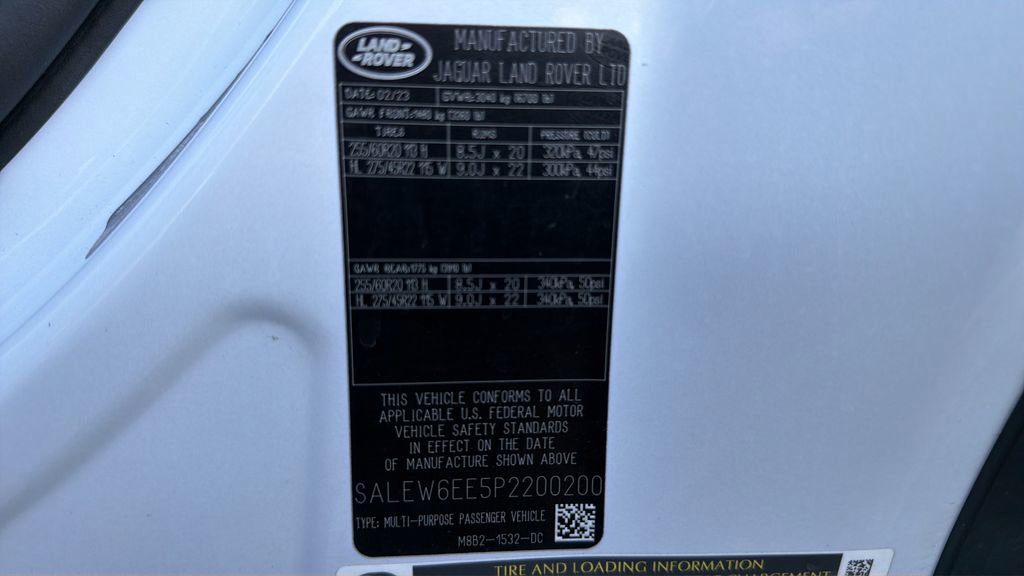 LAND ROVER
MANUFACTURED BY
JAGUAR LAND ROVER LTD
DATE: 02/23
GAWR FRONT:
TYRES RIMS PRESSURE (COLD)
255/60R20 113 H 8.5J x 20 320kPa, 47psi
HL 275/45R22 115 W 9.0J x 22 300kPa, 44psi
GAWR REAR:
255/60R20 113 H 8.5J x 20 340kPa, 50psi
HL 275/45R22 115 W 9.0J x 22 340kPa, 50psi
THIS VEHICLE CONFORMS TO ALL
APPLICABLE U.S. FEDERAL MOTOR
VEHICLE SAFETY STANDARDS
IN EFFECT ON THE DATE
OF MANUFACTURE SHOWN ABOVE
SALEW6EE5P2200200
TYPE: MULTI-PURPOSE PASSENGER VEHICLE
M8B2-1532-DC
TIRE AND LOADING INFORMATION